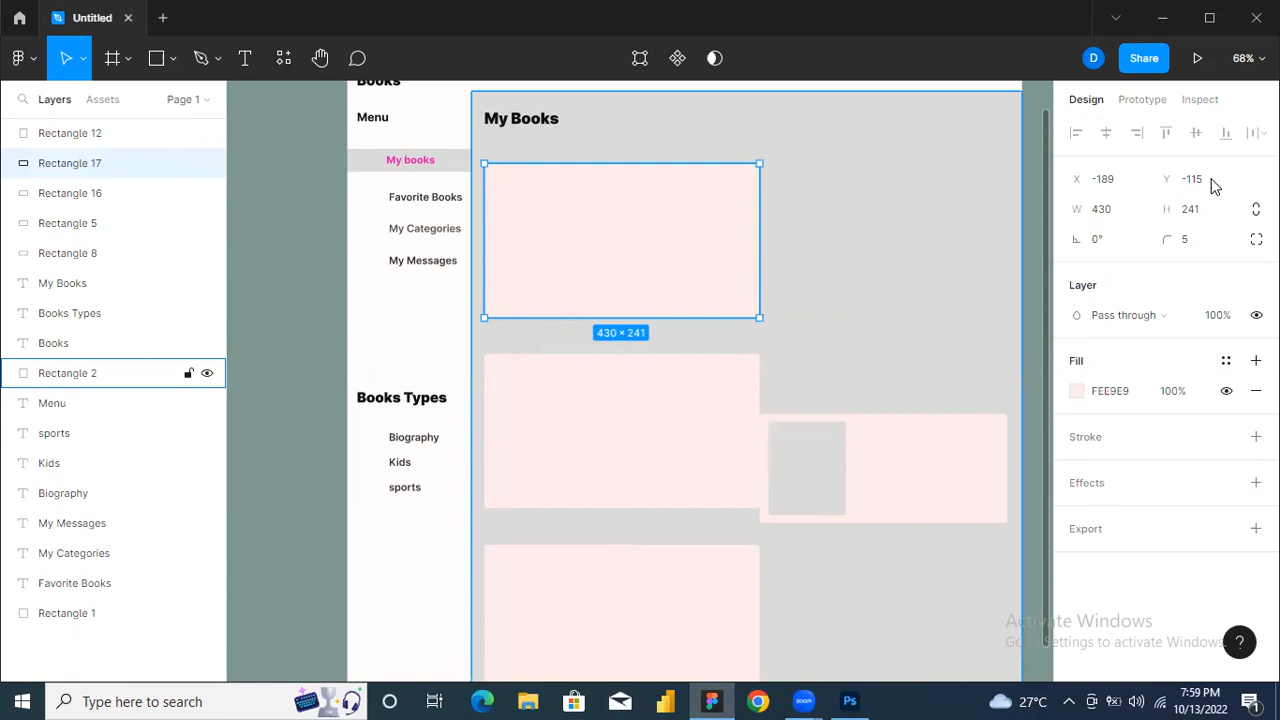 Untitled
D
Share
68%
Layers
Assets
Page 1
Rectangle 12
Rectangle 17
Rectangle 16
Rectangle 5
Rectangle 8
My Books
Books Types
Books
Rectangle 2
Menu
sports
Kids
Biography
My Messages
My Categories
Favorite Books
Rectangle 1
Books
Menu
My books
Favorite Books
My Categories
My Messages
Books Types
Biography
Kids
sports
My Books
430 × 241
Design
Prototype
Inspect
X -189
Y -115
W 430
H 241
0°
5
Layer
Pass through
100%
Fill
FEE9E9
100%
Stroke
Effects
Export
Activate Windows
Go to Settings to activate Windows.
?
Type here to search
Ps
27°C
7:59 PM
10/13/2022
1